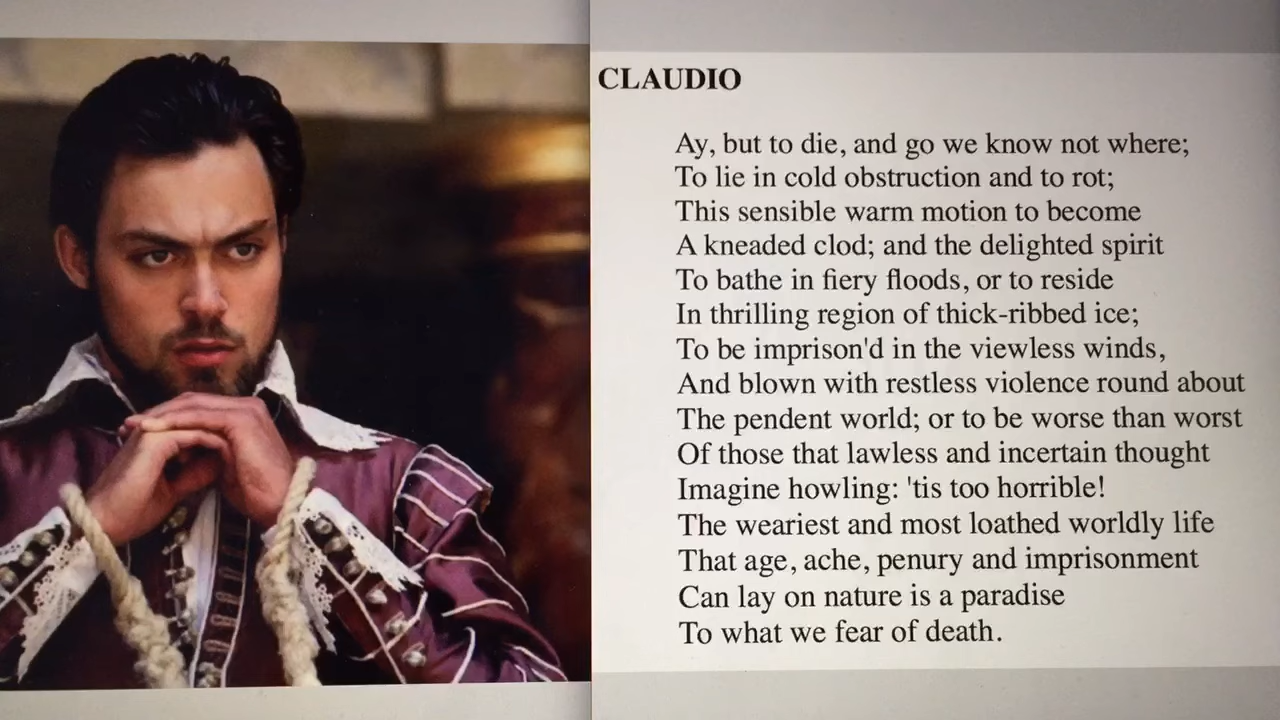 CLAUDIO
Ay, but to die, and go we know not where;
To lie in cold obstruction and to rot;
This sensible warm motion to become
A kneaded clod; and the delighted spirit
To bathe in fiery floods, or to reside
In thrilling region of thick-ribbed ice;
To be imprison'd in the viewless winds,
And blown with restless violence round about
The pendent world; or to be worse than worst
Of those that lawless and incertain thought
Imagine howling: 'tis too horrible!
The weariest and most loathed worldly life
That age, ache, penury and imprisonment
Can lay on nature is a paradise
To what we fear of death.